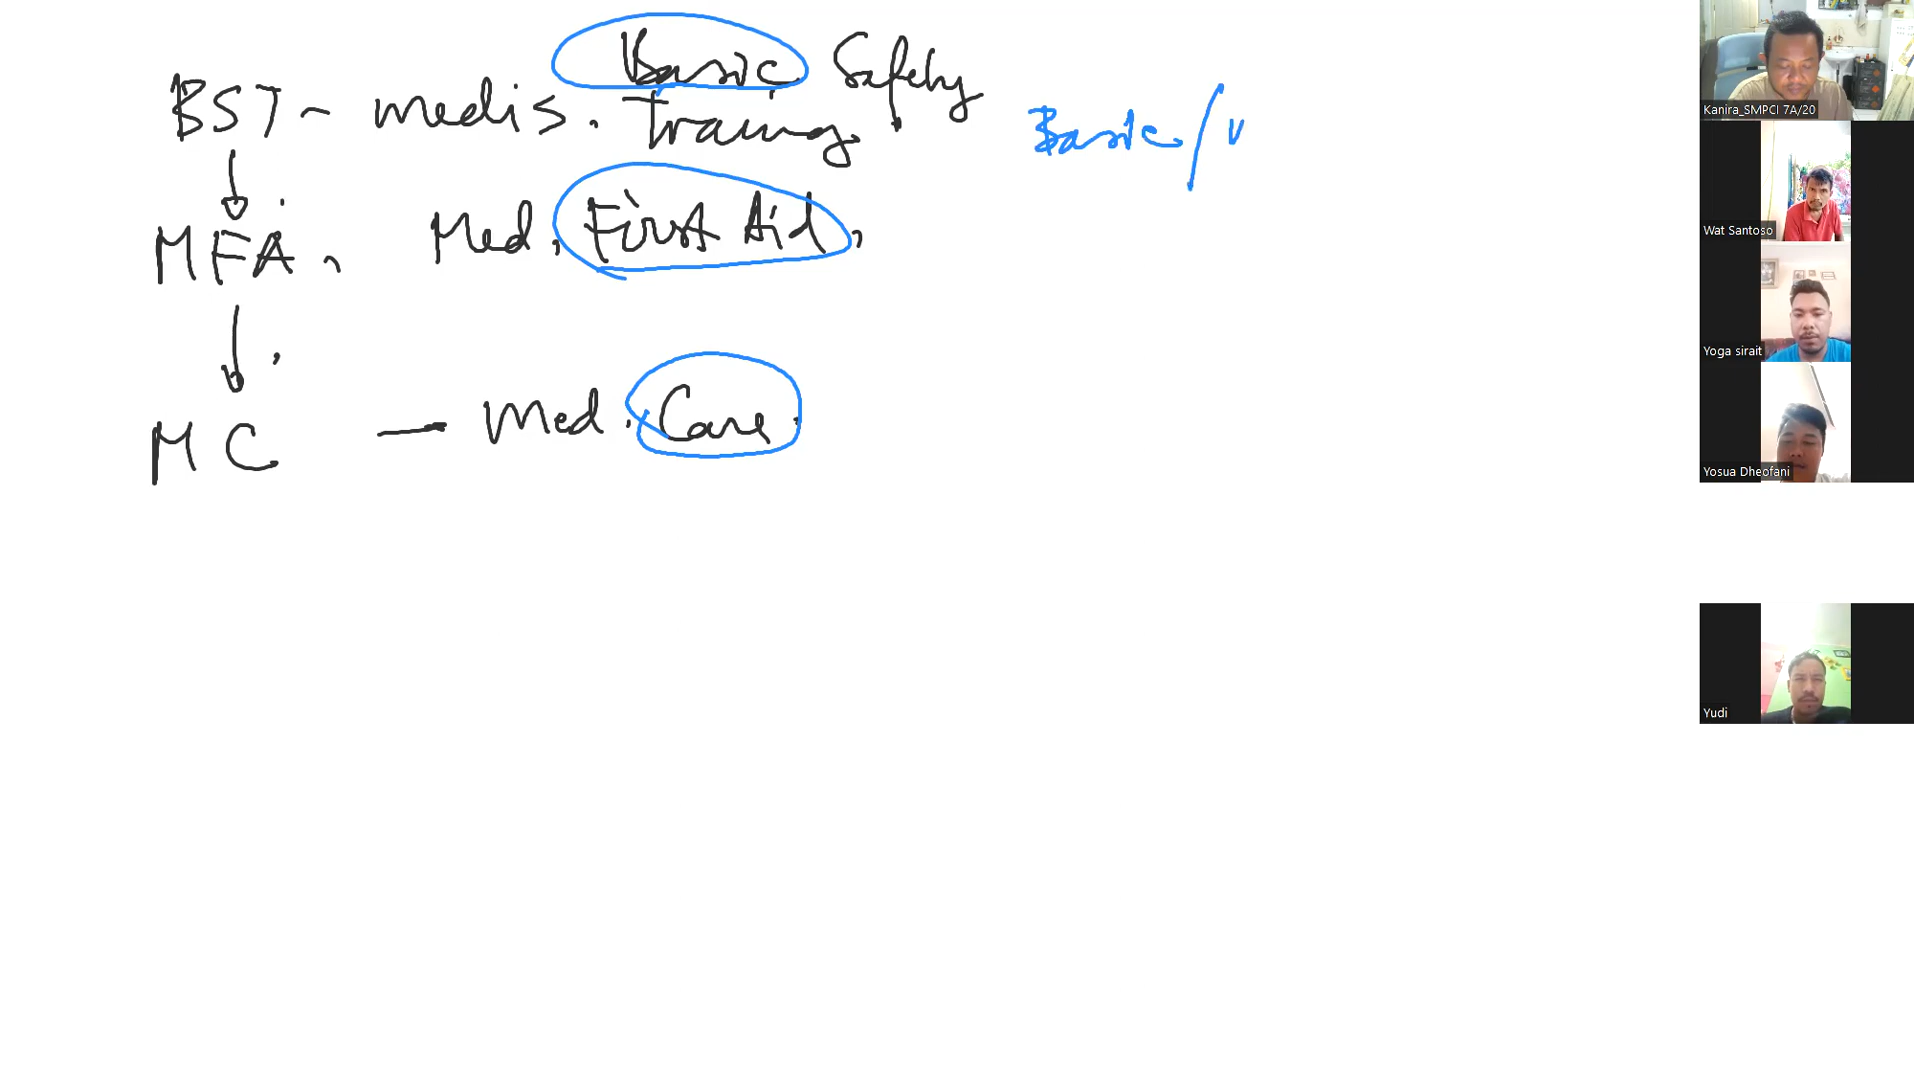 Basic Safety
BST - medis. Training
Basic /
MFA, Med. First Aid,
MC - Med. Care.
Kanira_SMPCI 7A/20
Wat Santoso
Yoga sirait
Yosua Dheofani
Yudi